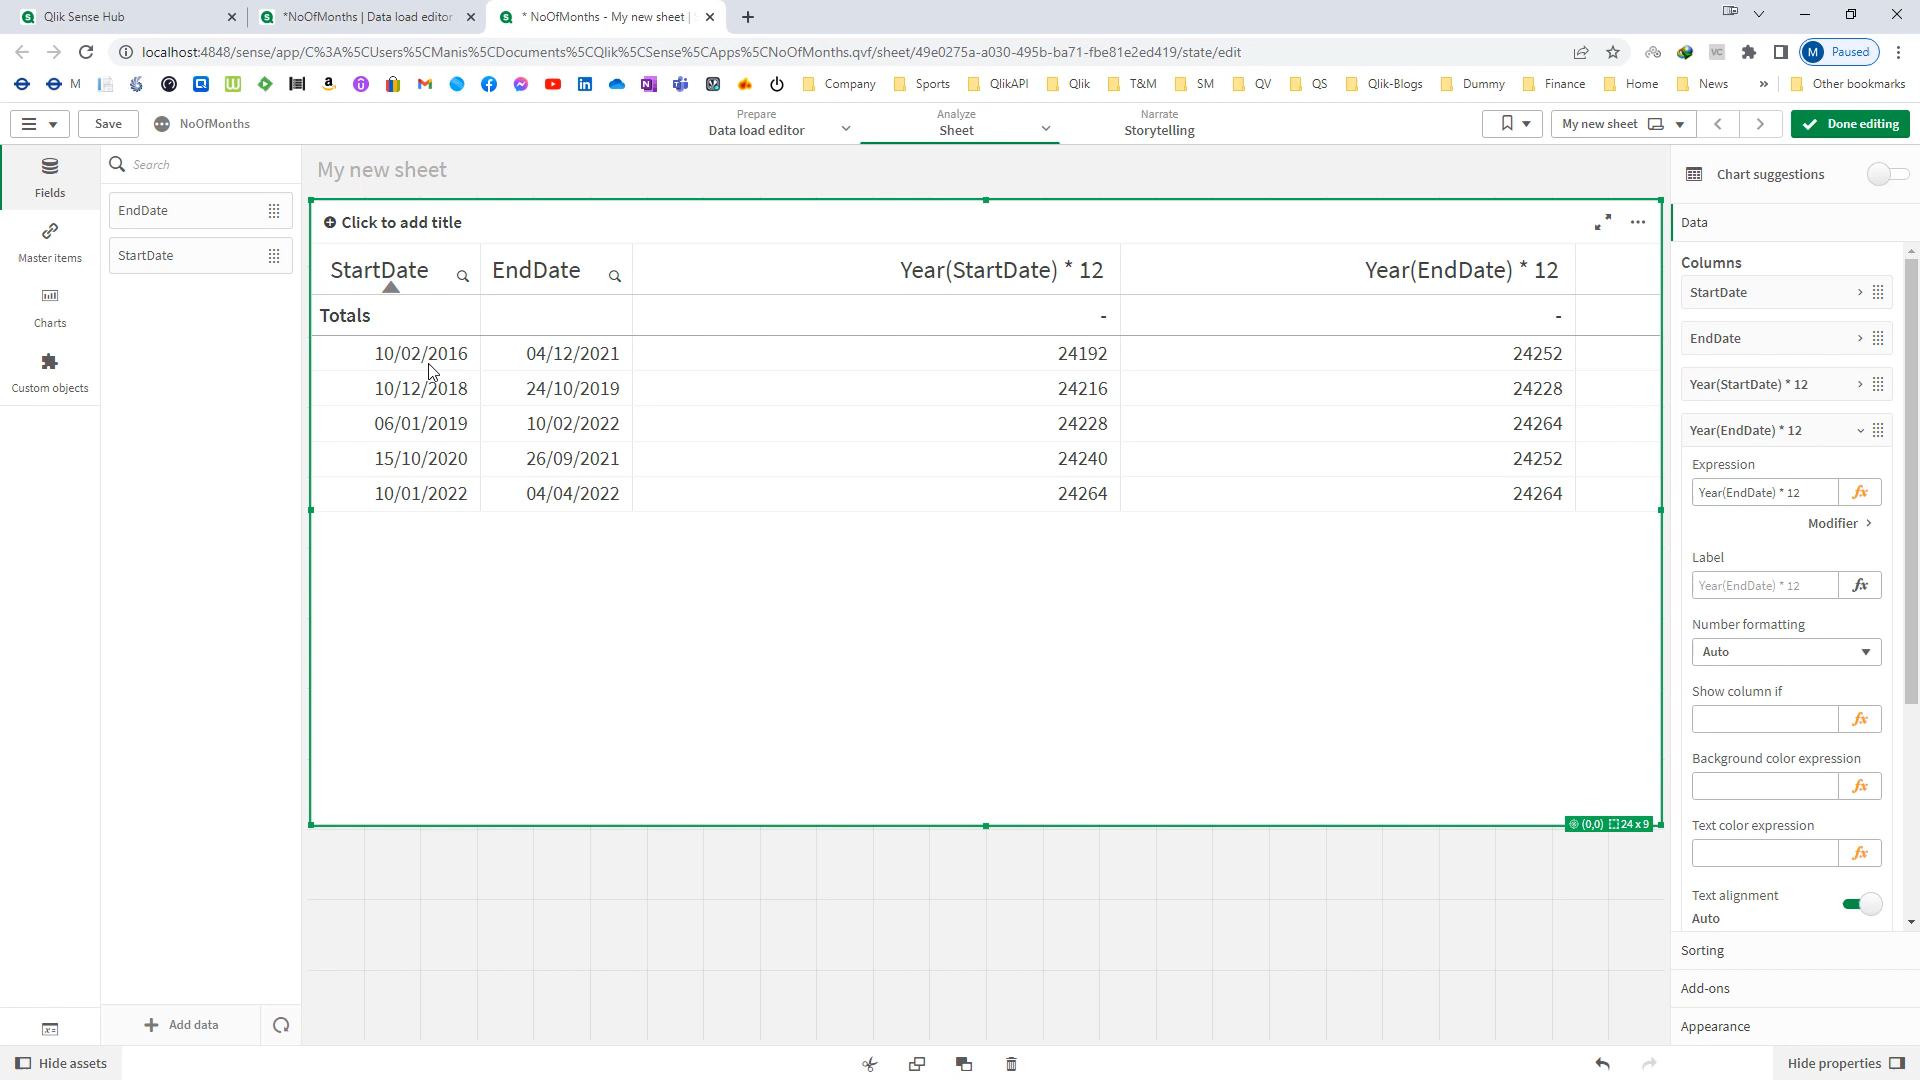 Qlik Sense Hub
*NoOfMonths | Data load editor
* NoOfMonths - My new sheet |
localhost:4848/sense/app/C%3A%5CUsers%5CManis%5CDocuments%5CQlik%5CSense%5CApps%5CNoOfMonths.qvf/sheet/49e0275a-a030-495b-ba71-fbe81e2ed419/state/edit
M Paused
M Company Sports QlikAPI Qlik T&M SM QV QS Qlik-Blogs Dummy Finance Home News » Other bookmarks
Save NoOfMonths
Prepare
Data load editor
Analyze
Sheet
Narrate
Storytelling
My new sheet
Done editing
Fields
Master items
Charts
Custom objects
Search
EndDate
StartDate
Add data
My new sheet
Click to add title
StartDate EndDate Year(StartDate) * 12 Year(EndDate) * 12
Totals - -
10/02/2016 04/12/2021 24192 24252
10/12/2018 24/10/2019 24216 24228
06/01/2019 10/02/2022 24228 24264
15/10/2020 26/09/2021 24240 24252
10/01/2022 04/04/2022 24264 24264
(0,0) 24 x 9
Chart suggestions
Data
Columns
StartDate
EndDate
Year(StartDate) * 12
Year(EndDate) * 12
Expression
Year(EndDate) * 12
Modifier
Label
Year(EndDate) * 12
Number formatting
Auto
Show column if
Background color expression
Text color expression
Text alignment
Auto
Sorting
Add-ons
Appearance
Hide assets
Hide properties